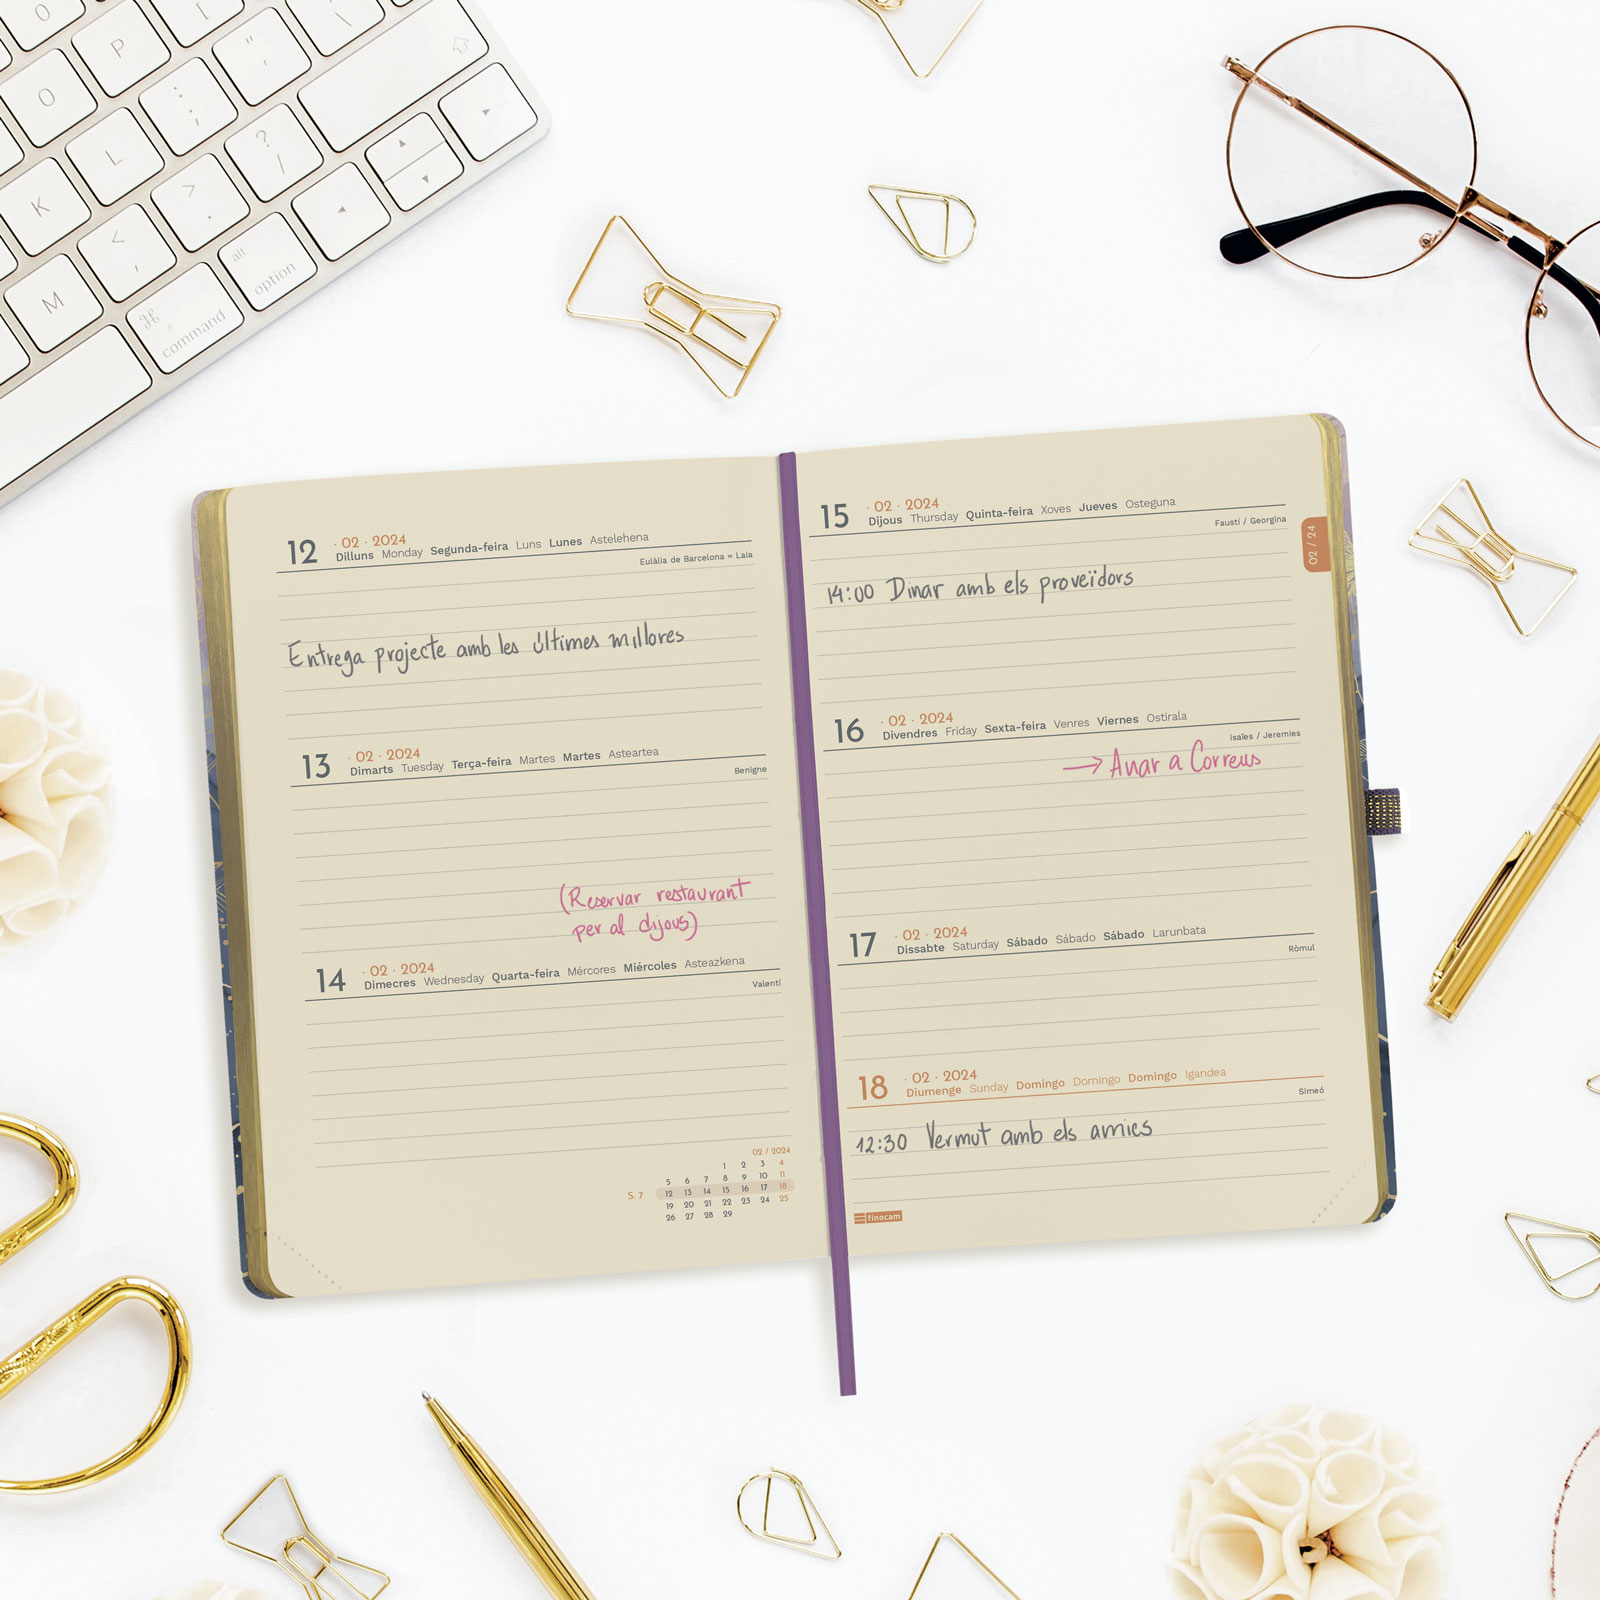 P
"
'
O
:
;
?
/
K
L
>
.
<
,
M
alt
option
⌘
command
12 · 02 · 2024
Dilluns Monday Segunda-feira Luns Lunes Astelehena
Eulàlia de Barcelona = Laia
Entrega projecte amb les últimes millores
13 · 02 · 2024
Dimarts Tuesday Terça-feira Martes Martes Asteartea
Benigne
(Reservar restaurant
per al dijous)
14 · 02 · 2024
Dimecres Wednesday Quarta-feira Mércores Miércoles Asteazkena
Valentí
02 / 2024
1 2 3 4
5 6 7 8 9 10 11
S. 7 12 13 14 15 16 17 18
19 20 21 22 23 24 25
26 27 28 29
15 · 02 · 2024
Dijous Thursday Quinta-feira Xoves Jueves Osteguna
Faustí / Georgina
02 / 24
14:00 Dinar amb els proveïdors
16 · 02 · 2024
Divendres Friday Sexta-feira Venres Viernes Ostirala
Isaïes / Jeremies
→ Anar a Correus
17 · 02 · 2024
Dissabte Saturday Sábado Sábado Sábado Larunbata
Ròmul
18 · 02 · 2024
Diumenge Sunday Domingo Domingo Domingo Igandea
Simeó
12:30 Vermut amb els amics
finocam